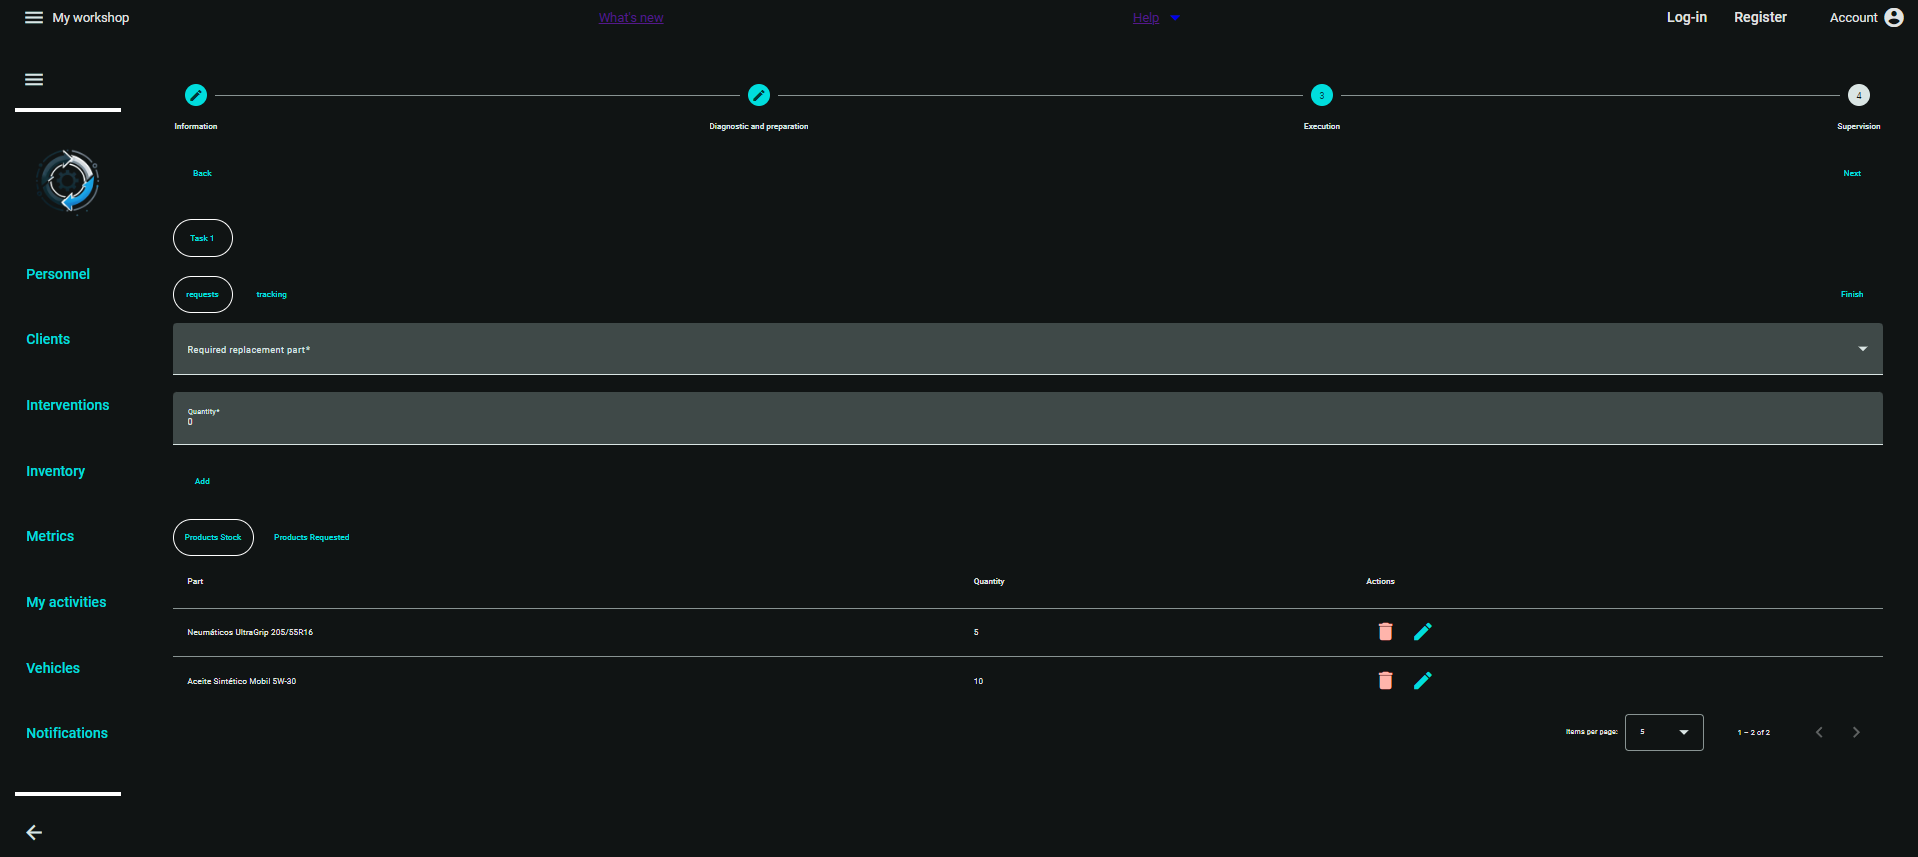 My workshop
What's new
Help
Log-in
Register
Account
3
4
Information
Diagnostic and preparation
Execution
Supervision
Back
Next
Task 1
Personnel
requests
tracking
Finish
Clients
Required replacement part*
Interventions
Quantity*
0
Inventory
Add
Metrics
Products Stock
Products Requested
Part
Quantity
Actions
My activities
Neumáticos UltraGrip 205/55R16
5
Vehicles
Aceite Sintético Mobil 5W-30
10
Notifications
Items per page:
5
1 – 2 of 2